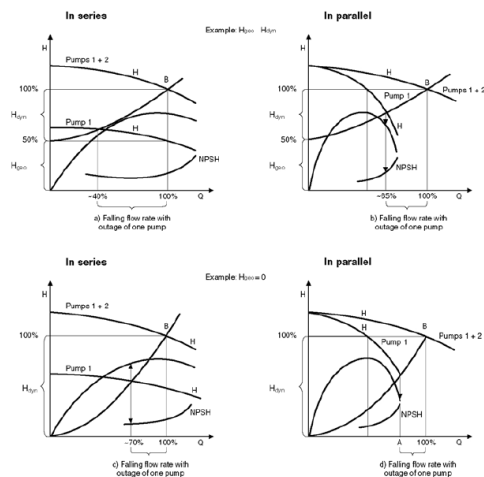 In series
In parallel
Example: Hgeo Hdyn
H
Pumps 1 + 2
H
B
100%
Hdyn
Pump 1
H
50%
Hgeo
NPSH
~40%
100%
Q
a) Falling flow rate with
outage of one pump
H
H
B
Pumps 1 + 2
100%
Pump 1
Hdyn
H
50%
Hgeo
NPSH
100%
Q
b) Falling flow rate with
outage of one pump
In series
In parallel
Example: Hgeo = 0
H
Pumps 1 + 2
B
H
100%
Pump 1
Hdyn
H
NPSH
~70%
100%
Q
c) Falling flow rate with
outage of one pump
H
H
H
B
Pumps 1 + 2
100%
Pump 1
Hdyn
NPSH
A
100%
Q
d) Falling flow rate with
outage of one pump